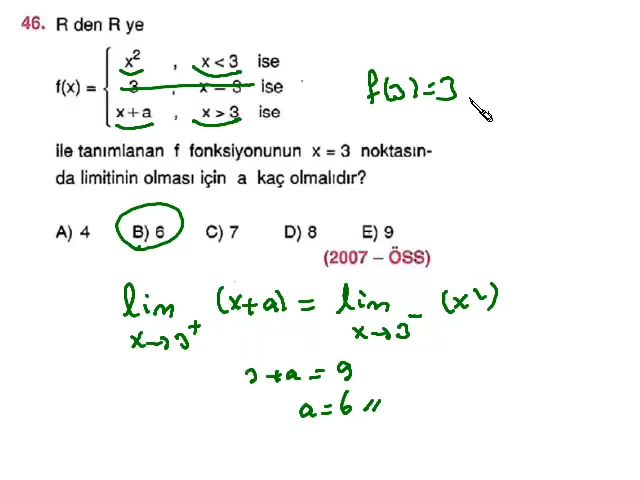 46. R den R ye
x² , x < 3 ise
f(x) = 3 , x = 3 ise
x + a , x > 3 ise
f(3) = 3
ile tanımlanan f fonksiyonunun x = 3 noktasın-
da limitinin olması için a kaç olmalıdır?
A) 4 B) 6 C) 7 D) 8 E) 9
(2007 – ÖSS)
lim (x+a) = lim (x²)
x→3⁺ x→3⁻
3+a = 9
a = 6 //